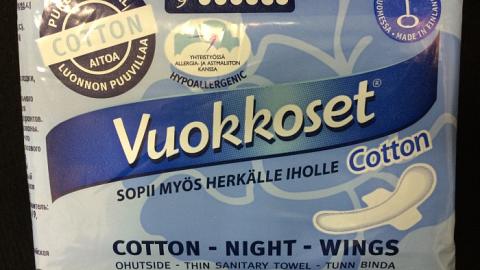 COTTON
AITOA
LUONNON PUUVILLAA
YHTEISTYÖSSÄ
ALLERGIA- JA ASTMALIITON
KANSSA
HYPOALLERGENIC
MADE IN FINLAND
Vuokkoset®
Cotton
SOPII MYÖS HERKÄLLE IHOLLE
COTTON - NIGHT - WINGS
OHUTSIDE - THIN SANITARY TOWEL - TUNN BINDA